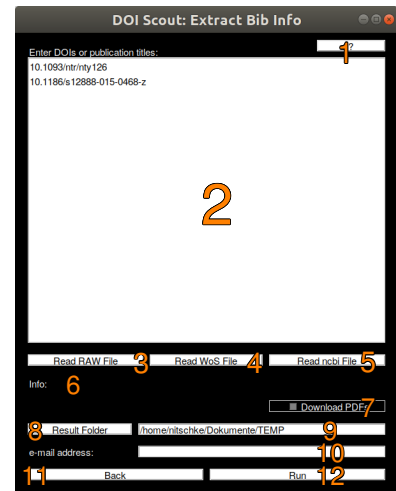 DOI Scout: Extract Bib Info
Enter DOIs or publication titles:
? 1
10.1093/ntr/nty126
10.1186/s12888-015-0468-z
2
Read RAW File 3 Read WoS File 4 Read ncbi File 5
Info: 6
Download PDFs 7
8 Result Folder /home/nitschke/Dokumente/TEMP 9
e-mail address: 10
11 Back Run 12